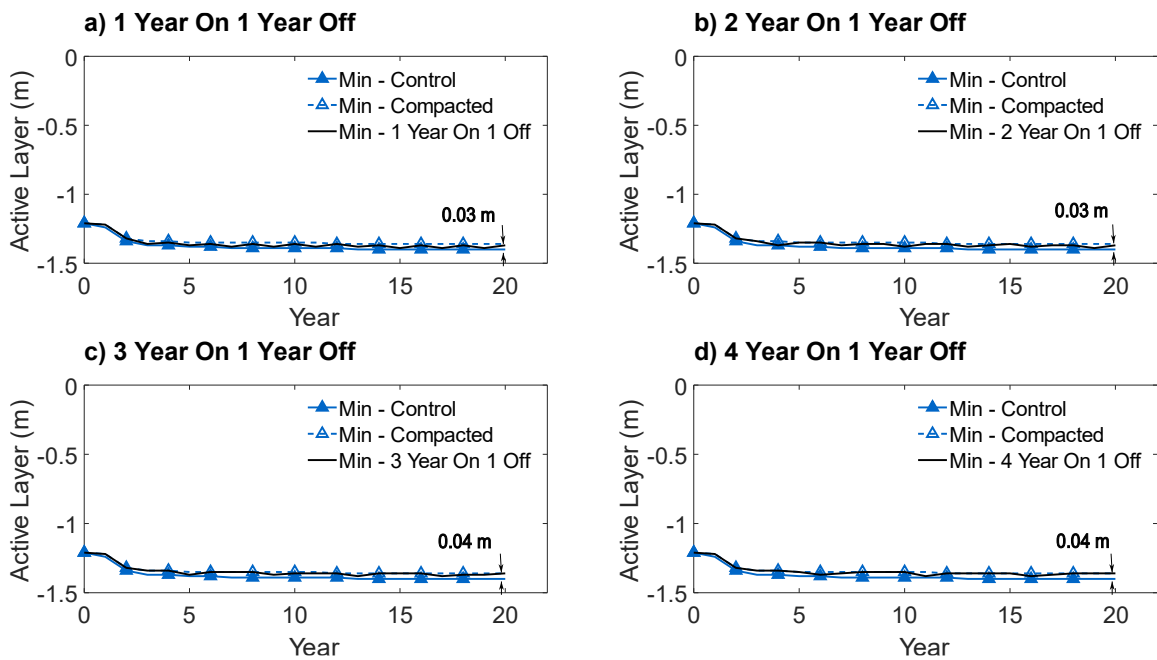 a) 1 Year On 1 Year Off
0
-0.5
-1
-1.5
Active Layer (m)
Min - Control
Min - Compacted
Min - 1 Year On 1 Off
0.03 m
0 5 10 15 20
Year
b) 2 Year On 1 Year Off
0
-0.5
-1
-1.5
Active Layer (m)
Min - Control
Min - Compacted
Min - 2 Year On 1 Off
0.03 m
0 5 10 15 20
Year
c) 3 Year On 1 Year Off
0
-0.5
-1
-1.5
Active Layer (m)
Min - Control
Min - Compacted
Min - 3 Year On 1 Off
0.04 m
0 5 10 15 20
Year
d) 4 Year On 1 Year Off
0
-0.5
-1
-1.5
Active Layer (m)
Min - Control
Min - Compacted
Min - 4 Year On 1 Off
0.04 m
0 5 10 15 20
Year